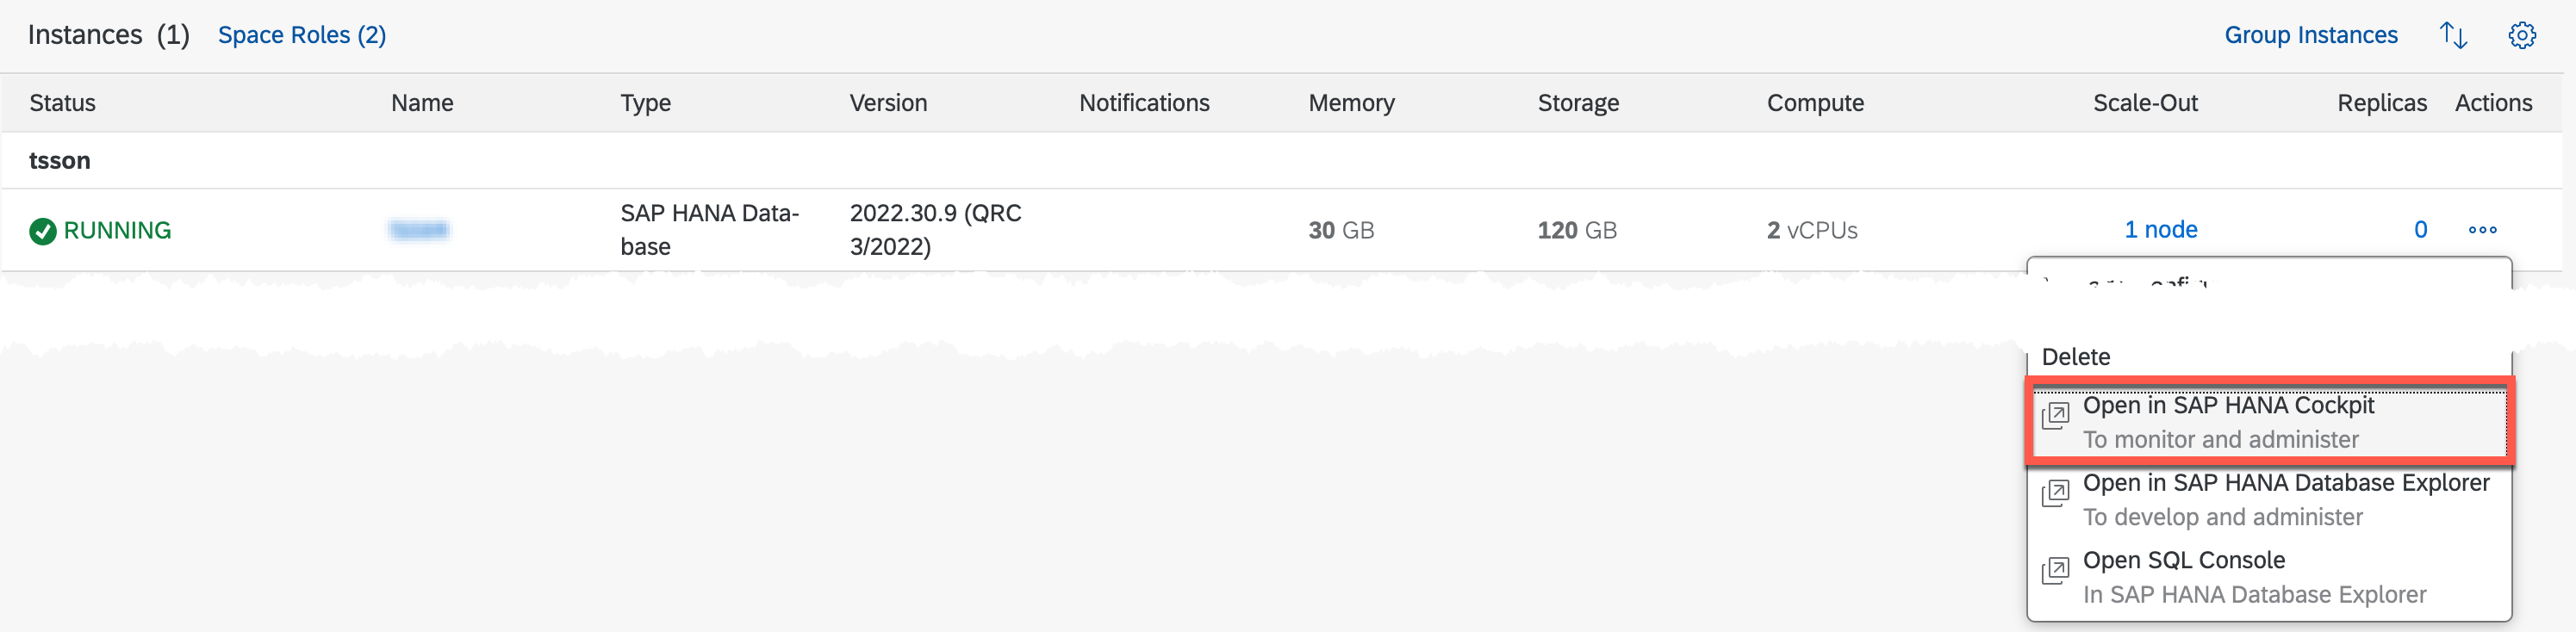 Instances (1) Space Roles (2) Group Instances
Status Name Type Version Notifications Memory Storage Compute Scale-Out Replicas Actions
tsson
RUNNING SAP HANA Data- 2022.30.9 (QRC 30 GB 120 GB 2 vCPUs 1 node 0
base 3/2022)
Delete
Open in SAP HANA Cockpit
To monitor and administer
Open in SAP HANA Database Explorer
To develop and administer
Open SQL Console
In SAP HANA Database Explorer